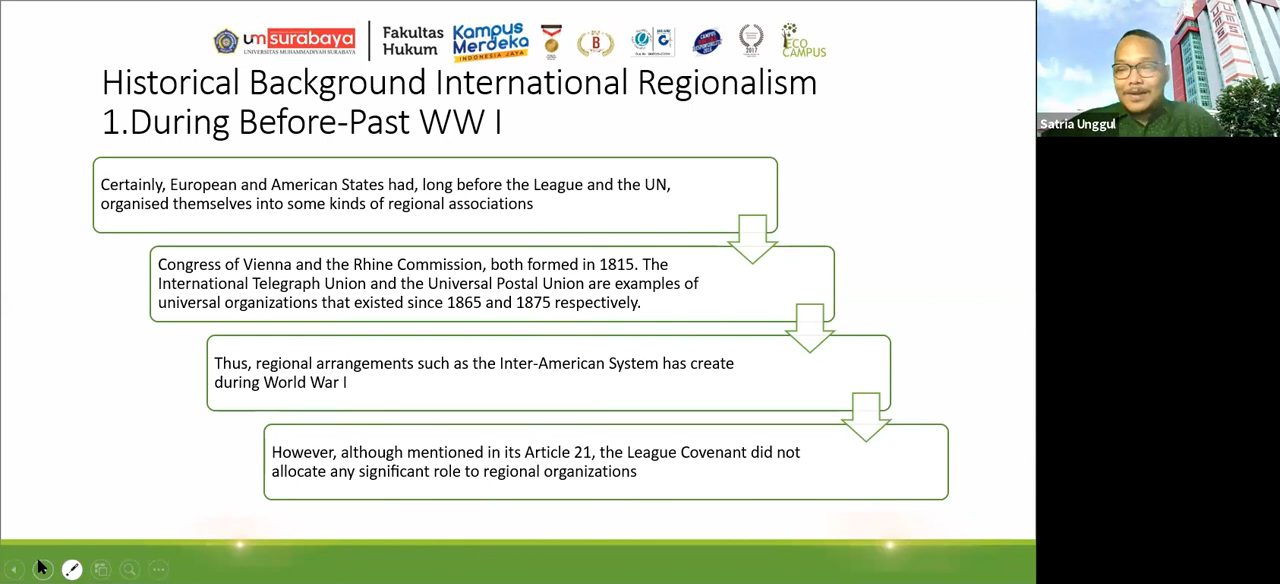 um surabaya
UNIVERSITAS MUHAMMADIYAH SURABAYA
Fakultas
Hukum
Kampus
Merdeka
INDONESIA JAYA
B
2017
ECO
CAMPUS
Historical Background International Regionalism
1.During Before-Past WW I
Satria Unggul
Certainly, European and American States had, long before the League and the UN,
organised themselves into some kinds of regional associations
Congress of Vienna and the Rhine Commission, both formed in 1815. The
International Telegraph Union and the Universal Postal Union are examples of
universal organizations that existed since 1865 and 1875 respectively.
Thus, regional arrangements such as the Inter-American System has create
during World War I
However, although mentioned in its Article 21, the League Covenant did not
allocate any significant role to regional organizations